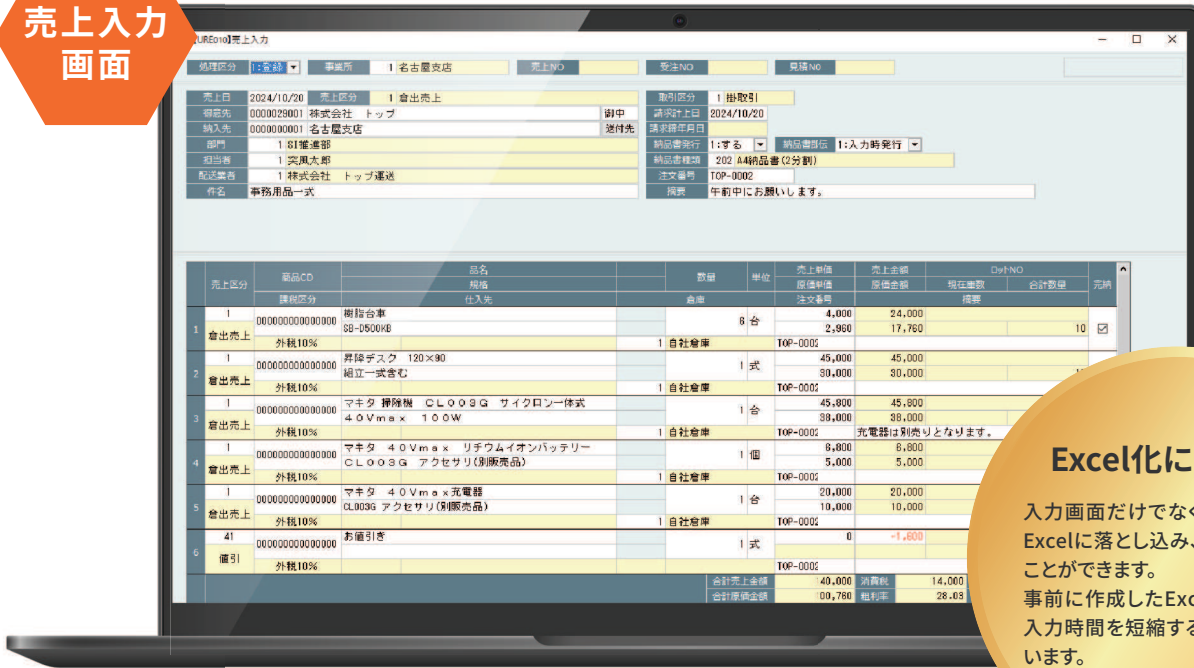 売上入力
画面
【URE010】売上入力
処理区分 1:登録 事業所 1 名古屋支店 売上NO 受注NO 見積NO
売上日 2024/10/20 売上区分 1 倉出売上 取引区分 1 掛取引
得意先 0000029001 株式会社 トップ 御中 請求計上日 2024/10/20
納入先 0000000001 名古屋支店 送付先 請求締年月日
部門 1 SI推進部 納品書発行 1:する 納品書即伝 1:入力時発行
担当者 1 突風太郎 納品書種類 202 A4納品書(2分割)
配送業者 1 株式会社 トップ運送 注文番号 TOP-0002
件名 事務用品一式 摘要 午前中にお願いします。
売上区分 商品CD 品名 数量 単位 売上単価 売上金額 ロットNO 完納
規格 原価単価 原価金額 現在庫数 合計数量
課税区分 仕入先 倉庫 注文番号 摘要
1 1 000000000000000 樹脂台車 6 台 4,000 24,000
倉出売上 SB-D500KB 2,960 17,760 10
外税10% 1 自社倉庫 TOP-0002
2 1 000000000000000 昇降デスク 120×90 1 式 45,000 45,000
倉出売上 組立一式含む 30,000 30,000
外税10% 1 自社倉庫 TOP-0002
3 1 000000000000000 マキタ 掃除機 CL003G サイクロン一体式 1 台 45,800 45,800
倉出売上 40Vmax 100W 38,000 38,000
外税10% 1 自社倉庫 TOP-0002 充電器は別売りとなります。
4 1 000000000000000 マキタ 40Vmax リチウムイオンバッテリー 1 個 6,800 6,800
倉出売上 CL003G アクセサリ(別販売品) 5,000 5,000
外税10% 1 自社倉庫 TOP-0002
5 1 000000000000000 マキタ 40Vmax充電器 1 台 20,000 20,000
倉出売上 CL003G アクセサリ(別販売品) 10,000 10,000
外税10% 1 自社倉庫 TOP-0002
6 41 000000000000000 お値引き 1 式 0 -1,600
値引
外税10% TOP-0002
合計売上金額 40,000 消費税 14,000
合計原価金額 00,760 粗利率 28.03
Excel化に
入力画面だけでなく
Excelに落とし込み、
ことができます。
事前に作成したExc
入力時間を短縮する
います。